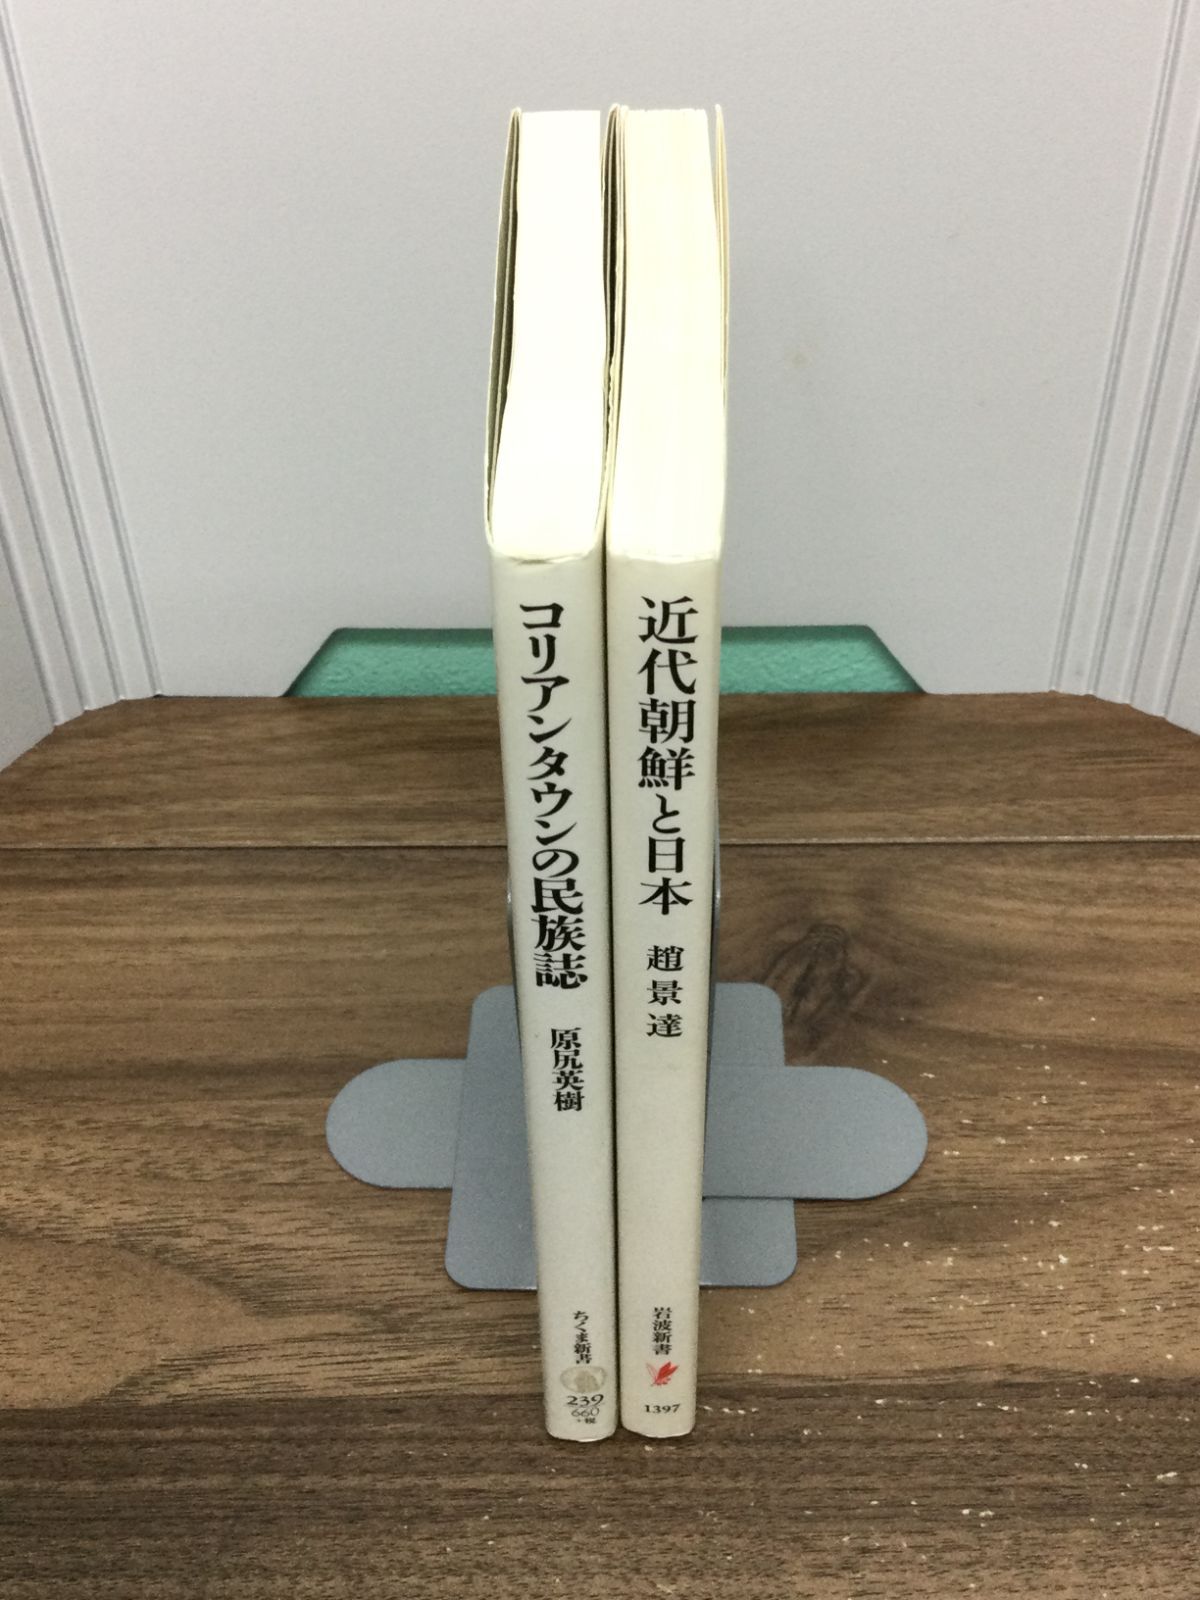 コリアンタウンの民族誌
原尻英樹
ちくま新書
239
660
+税
近代朝鮮と日本
趙景達
岩波新書
1397